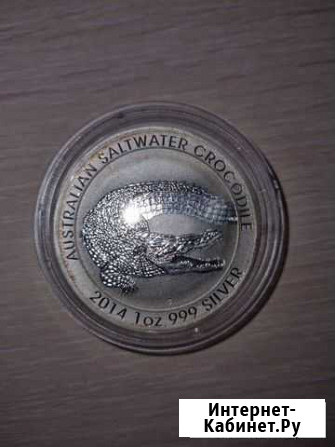 AUSTRALIAN SALTWATER CROCODILE
2014 1oz 999 SILVER
Интернет-
Кабинет.Ру